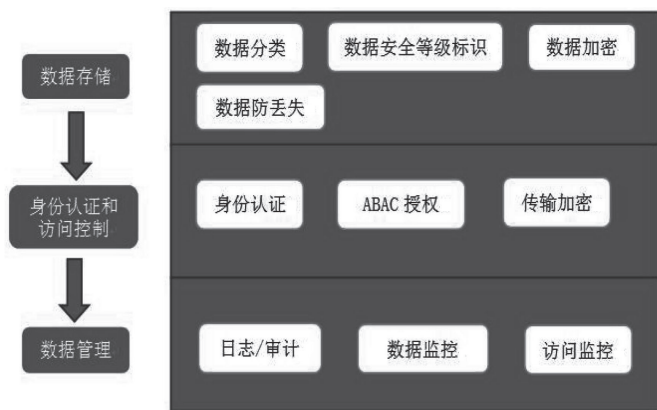 数据存储
数据分类
数据安全等级标识
数据加密
数据防丢失
身份认证和
访问控制
身份认证
ABAC 授权
传输加密
数据管理
日志/审计
数据监控
访问监控